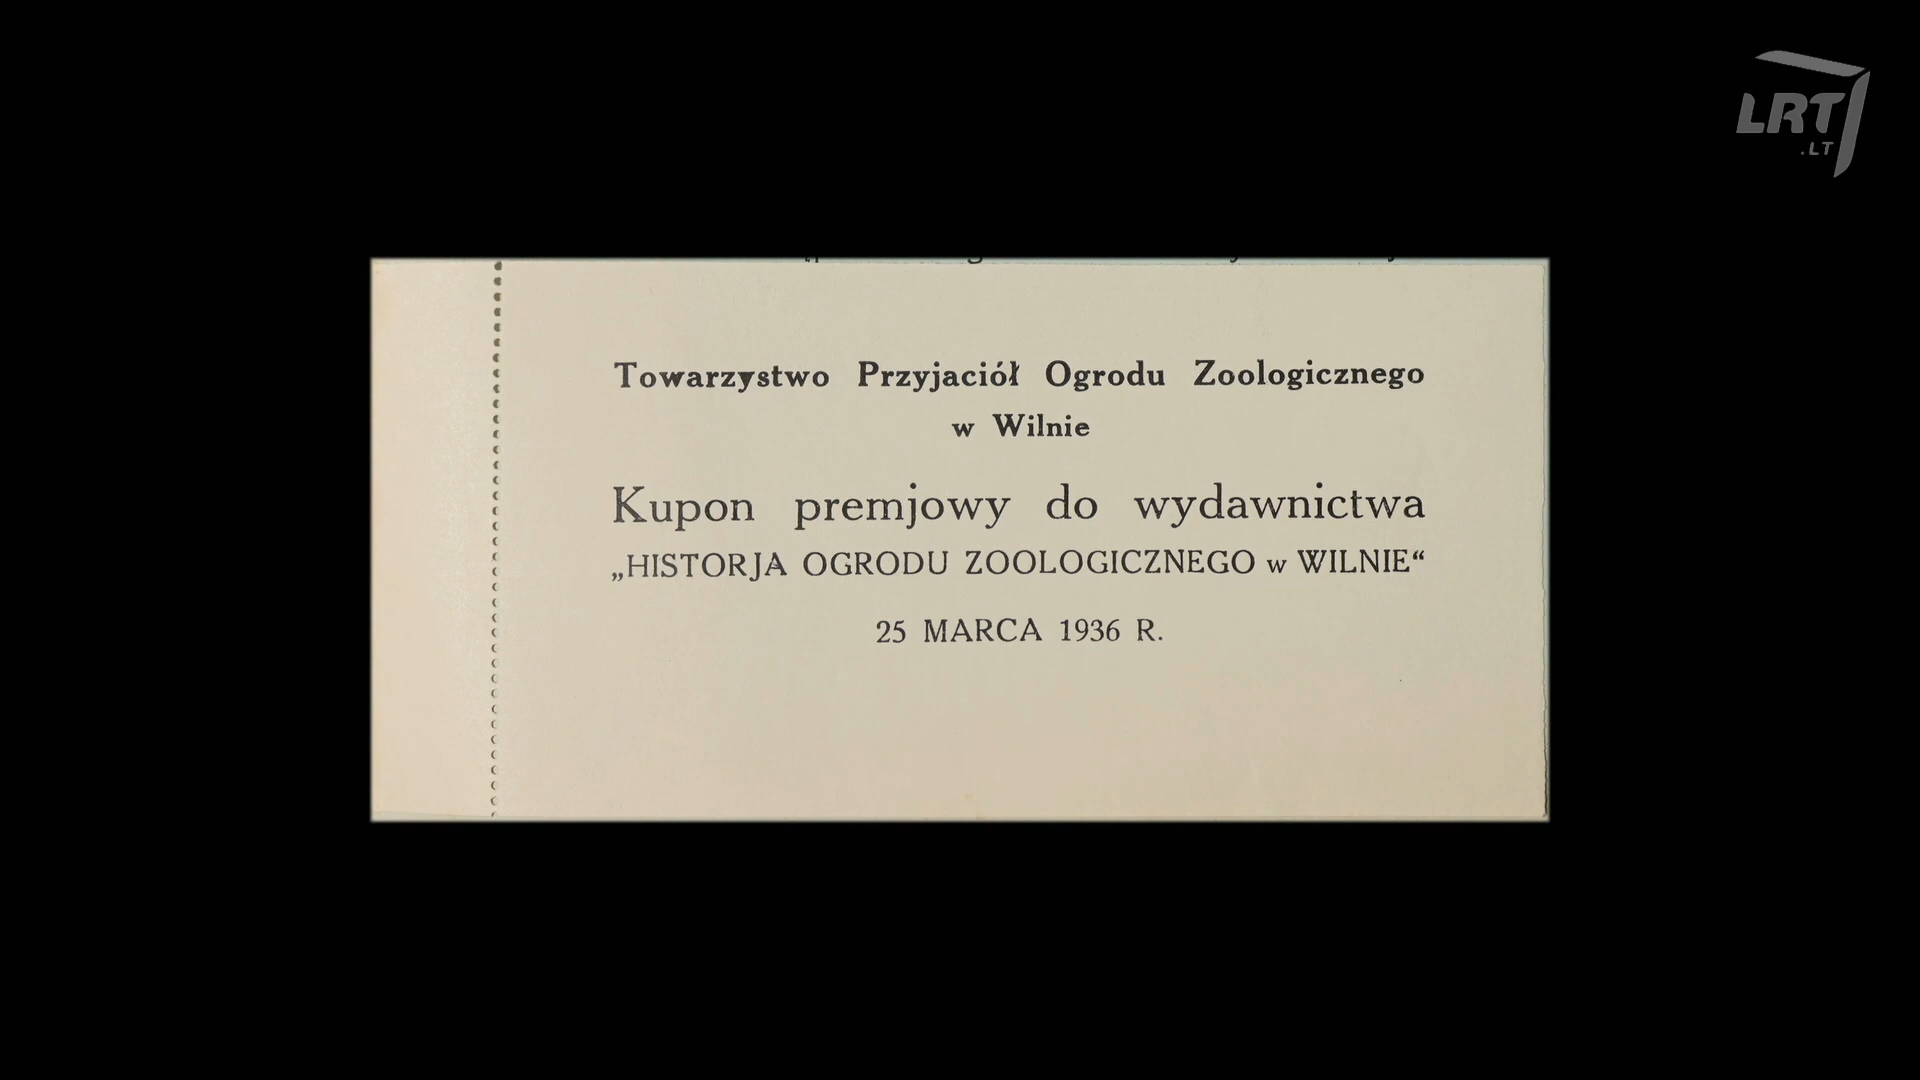 LRT
.LT
Towarzystwo Przyjaciół Ogrodu Zoologicznego
w Wilnie
Kupon premjowy do wydawnictwa
„HISTORJA OGRODU ZOOLOGICZNEGO w WILNIE“
25 MARCA 1936 R.